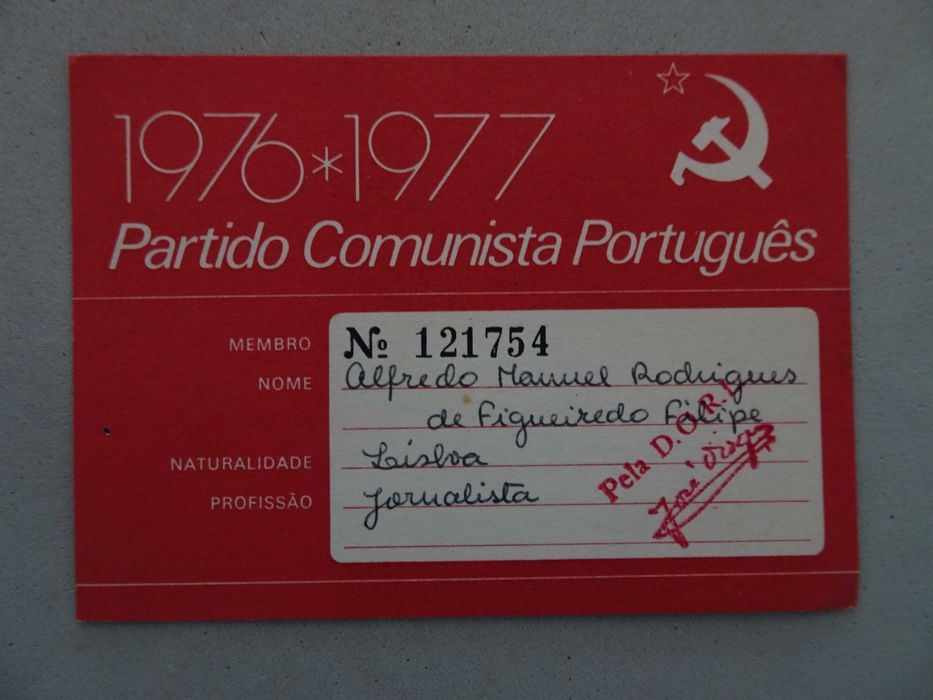 1976*1977
Partido Comunista Português
MEMBRO Nº 121754
NOME Alfredo Manuel Rodrigues
de Figueiredo Filipe
NATURALIDADE Lisboa
PROFISSÃO Jornalista
Pela D.O.R.L.
José